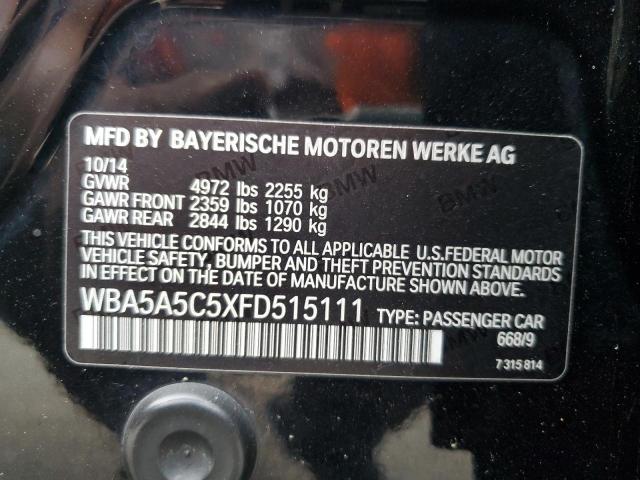 MFD BY BAYERISCHE MOTOREN WERKE AG
10/14
GVWR 4972 lbs 2255 kg
GAWR FRONT 2359 lbs 1070 kg
GAWR REAR 2844 lbs 1290 kg
THIS VEHICLE CONFORMS TO ALL APPLICABLE U.S.FEDERAL MOTOR
VEHICLE SAFETY, BUMPER AND THEFT PREVENTION STANDARDS
IN EFFECT ON THE DATE OF MANUFACTURE SHOWN ABOVE.
WBA5A5C5XFD515111 TYPE: PASSENGER CAR
668/9
7 315 814